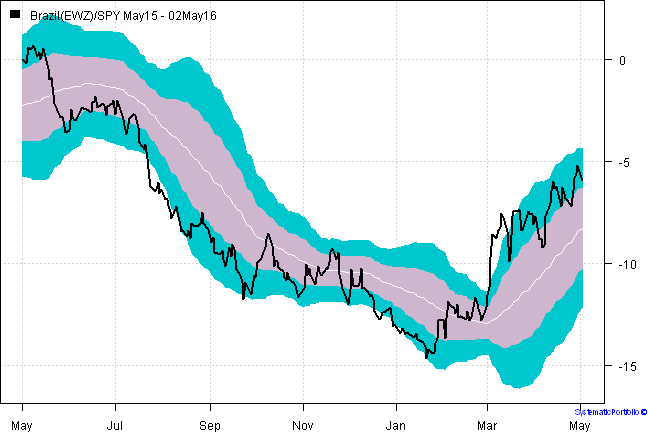 Brazil(EWZ)/SPY May15 - 02May16
0
-5
-10
-15
May Jul Sep Nov Jan Mar May
SystematicPortfolio ©